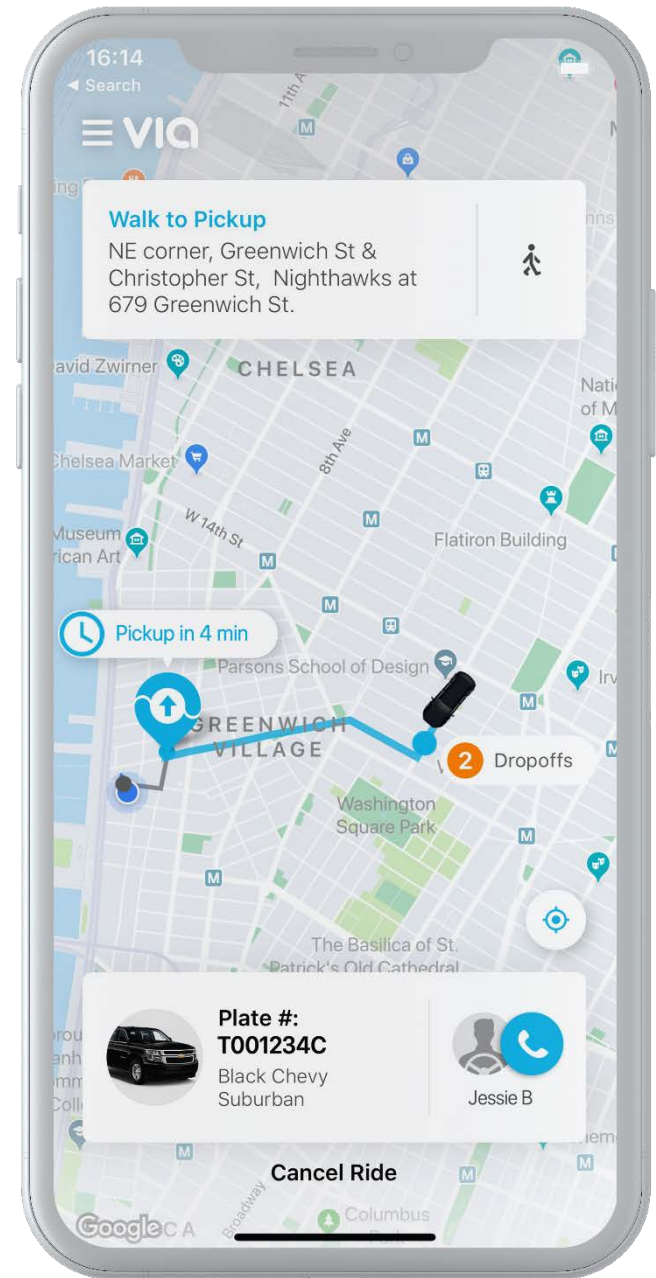 16:14
Search
11th A
via
M
Walk to Pickup
NE corner, Greenwich St &
Christopher St,  Nighthawks at
679 Greenwich St.
avid Zwirner
CHELSEA
Nati
of M
8th Ave
M
Chelsea Market
W 14th St
M
Flatiron Building
Museum
rican Art
M
M
Pickup in 4 min
Parsons School of Design
Irv
M
GREENWICH
VILLAGE
2 Dropoffs
M
Washington
Square Park
M
M
The Basilica of St.
Patrick's Old Cathedral
Plate #:
T001234C
Black Chevy
Suburban
Jessie B
M
Cancel Ride
M
M
Broadway
Google
C A
Columbus